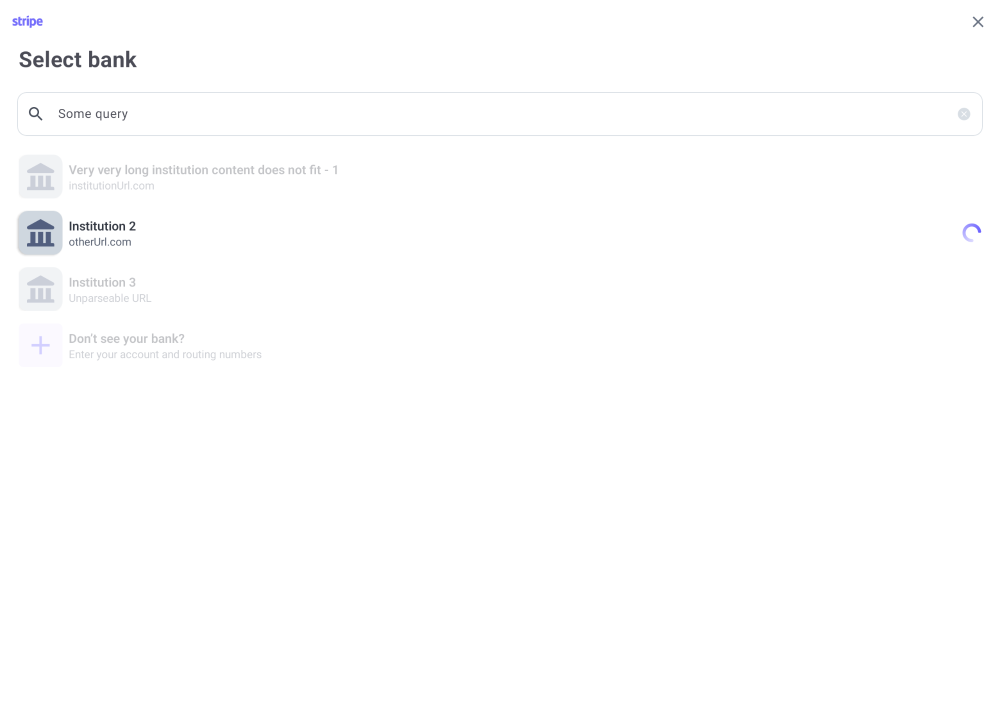 stripe
Select bank
Some query
Very very long institution content does not fit - 1
institutionUrl.com
Institution 2
otherUrl.com
Institution 3
Unparseable URL
Don't see your bank?
Enter your account and routing numbers